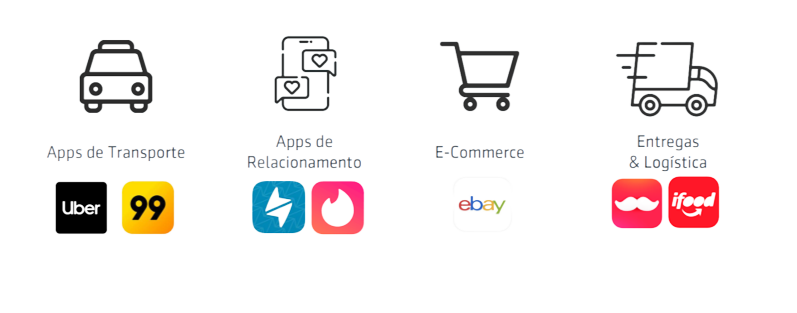 Apps de Transporte
Apps de
Relacionamento
E-Commerce
Entregas
& Logística
Uber
99
ebay
ifood